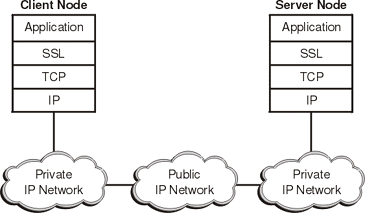 Client Node
Application
SSL
TCP
IP
Server Node
Application
SSL
TCP
IP
Private
IP Network
Public
IP Network
Private
IP Network